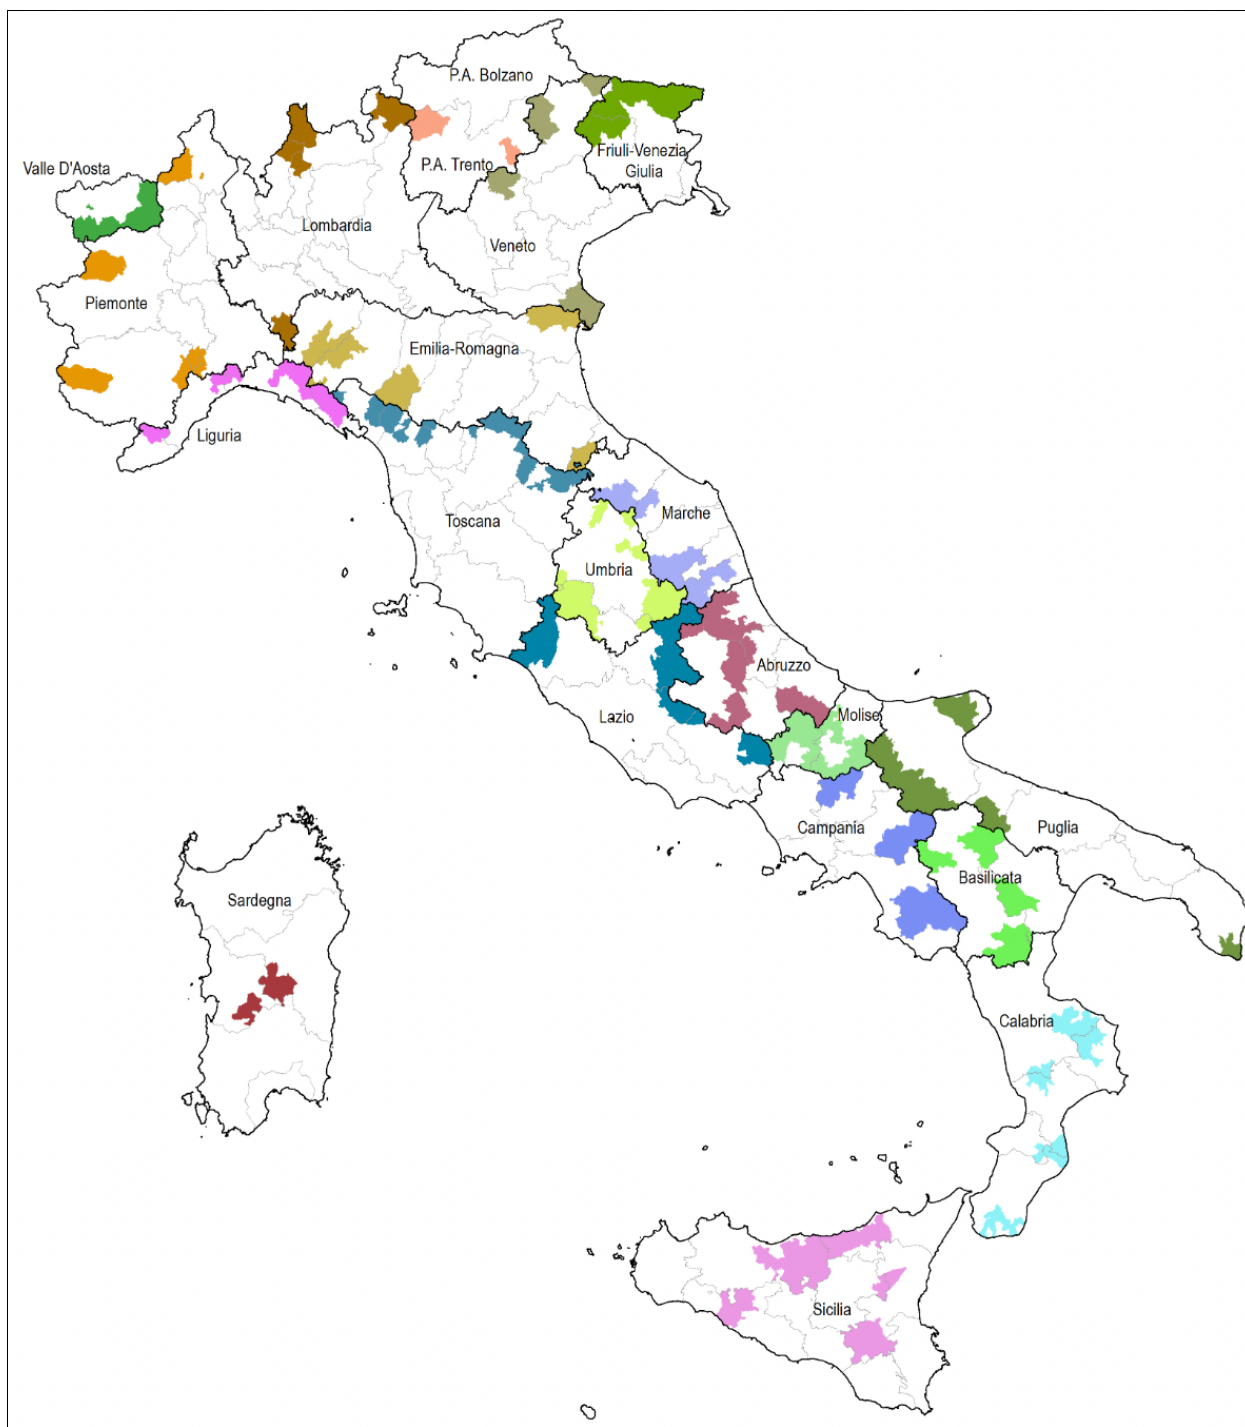 P.A. Bolzano
Friuli-Venezia
Giulia
P.A. Trento
Valle D'Aosta
Lombardia
Veneto
Piemonte
Emilia-Romagna
Liguria
Toscana
Marche
Umbria
Abruzzo
Lazio
Molise
Campania
Puglia
Basilicata
Sardegna
Calabria
Sicilia